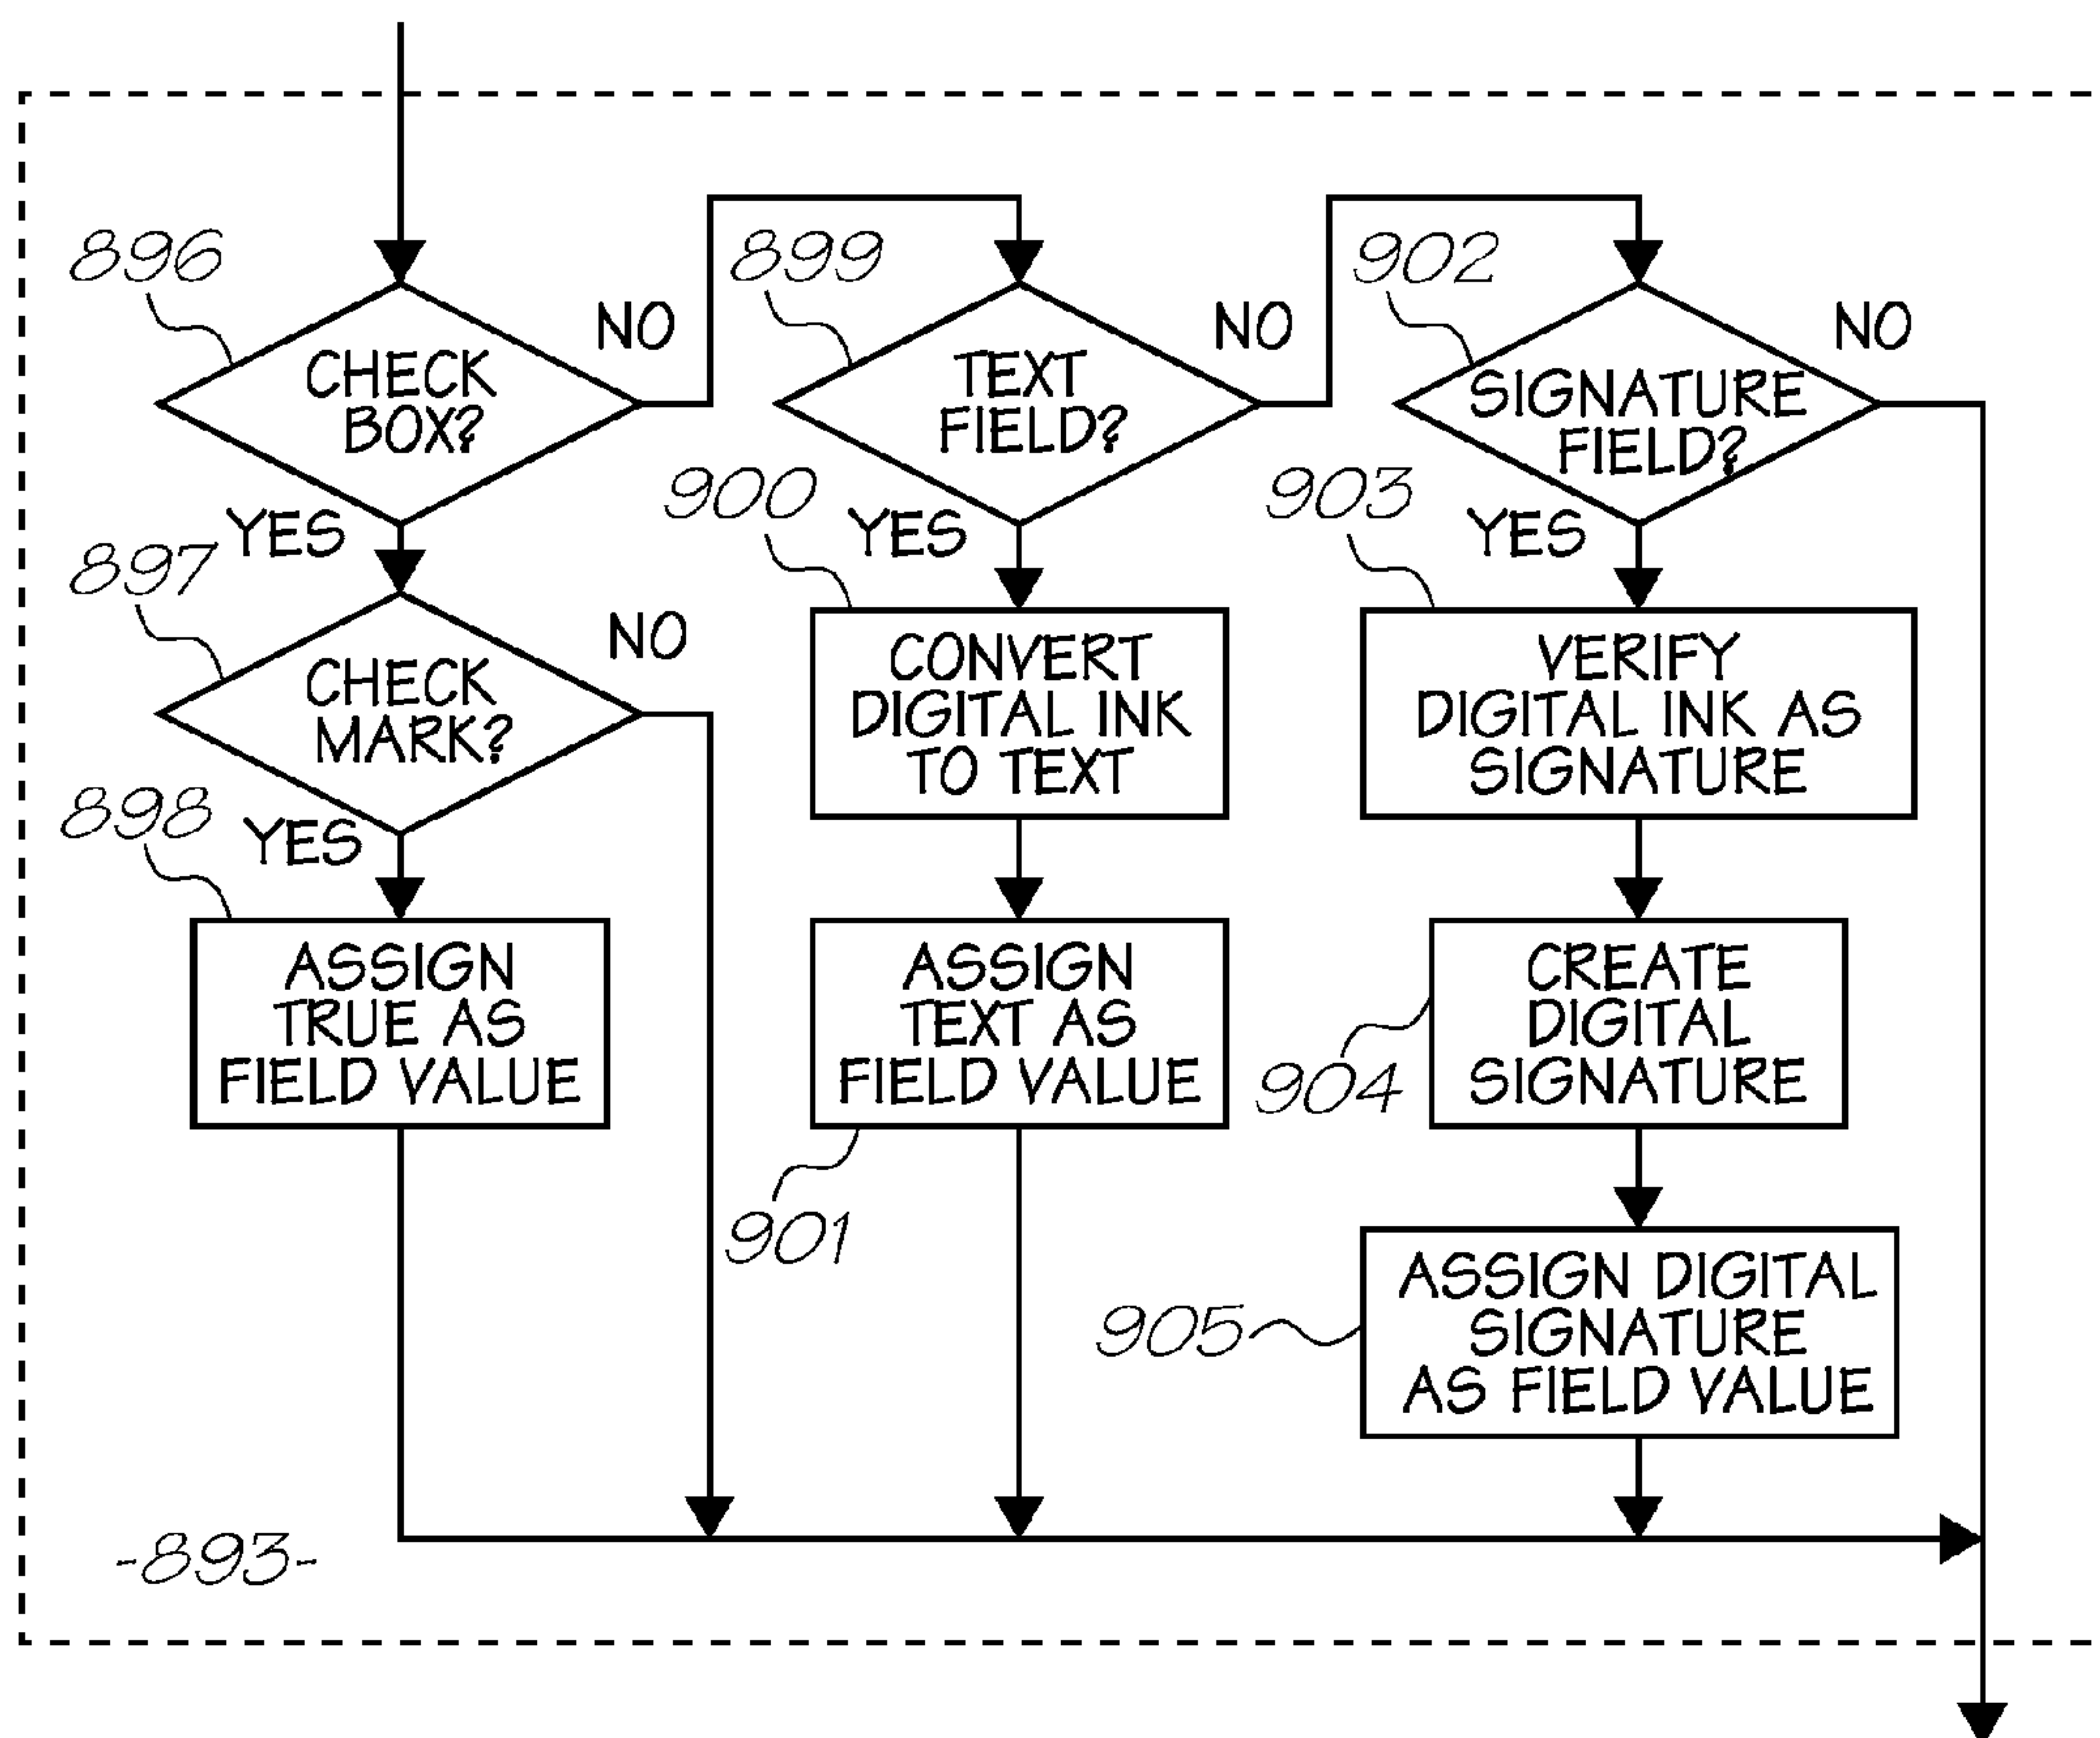 896
CHECK
BOX?
NO
YES
897
CHECK
MARK?
NO
YES
898
ASSIGN
TRUE AS
FIELD VALUE
899
TEXT
FIELD?
NO
YES
900
CONVERT
DIGITAL INK
TO TEXT
ASSIGN
TEXT AS
FIELD VALUE
901
902
SIGNATURE
FIELD?
NO
YES
903
VERIFY
DIGITAL INK AS
SIGNATURE
CREATE
DIGITAL
SIGNATURE
904
905
ASSIGN DIGITAL
SIGNATURE
AS FIELD VALUE
-893-